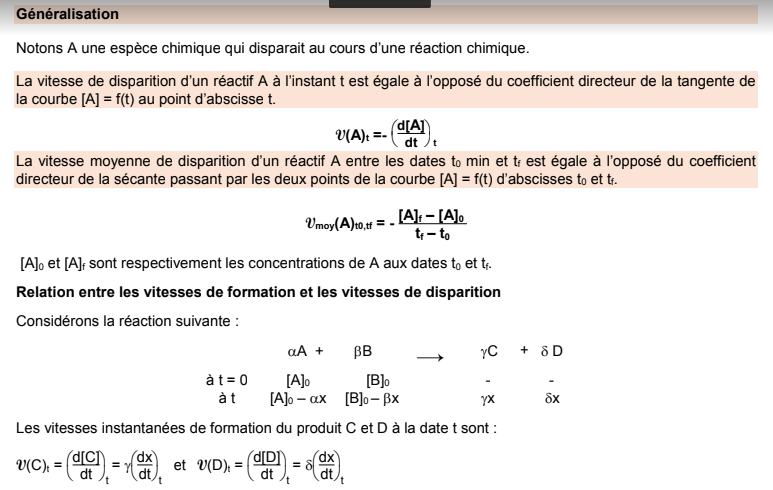 Généralisation
Notons A une espèce chimique qui disparait au cours d’une réaction chimique.
La vitesse de disparition d’un réactif A à l’instant t est égale à l’opposé du coefficient directeur de la tangente de
la courbe [A] = f(t) au point d’abscisse t.
𝒱(A)ₜ =- (d[A]/dt)ₜ
La vitesse moyenne de disparition d’un réactif A entre les dates t₀ min et tf est égale à l’opposé du coefficient
directeur de la sécante passant par les deux points de la courbe [A] = f(t) d’abscisses t₀ et tf.
𝒱moy(A)t0,tf = - ([A]f – [A]₀)/(tf – t₀)
[A]₀ et [A]f sont respectivement les concentrations de A aux dates t₀ et tf.
Relation entre les vitesses de formation et les vitesses de disparition
Considérons la réaction suivante :
αA + βB ⟶ γC + δ D
à t = 0 [A]₀ [B]₀ - -
à t [A]₀ – αx [B]₀ – βx γx δx
Les vitesses instantanées de formation du produit C et D à la date t sont :
𝒱(C)ₜ = (d[C]/dt)ₜ = γ(dx/dt)ₜ et 𝒱(D)ₜ = (d[D]/dt)ₜ = δ(dx/dt)ₜ